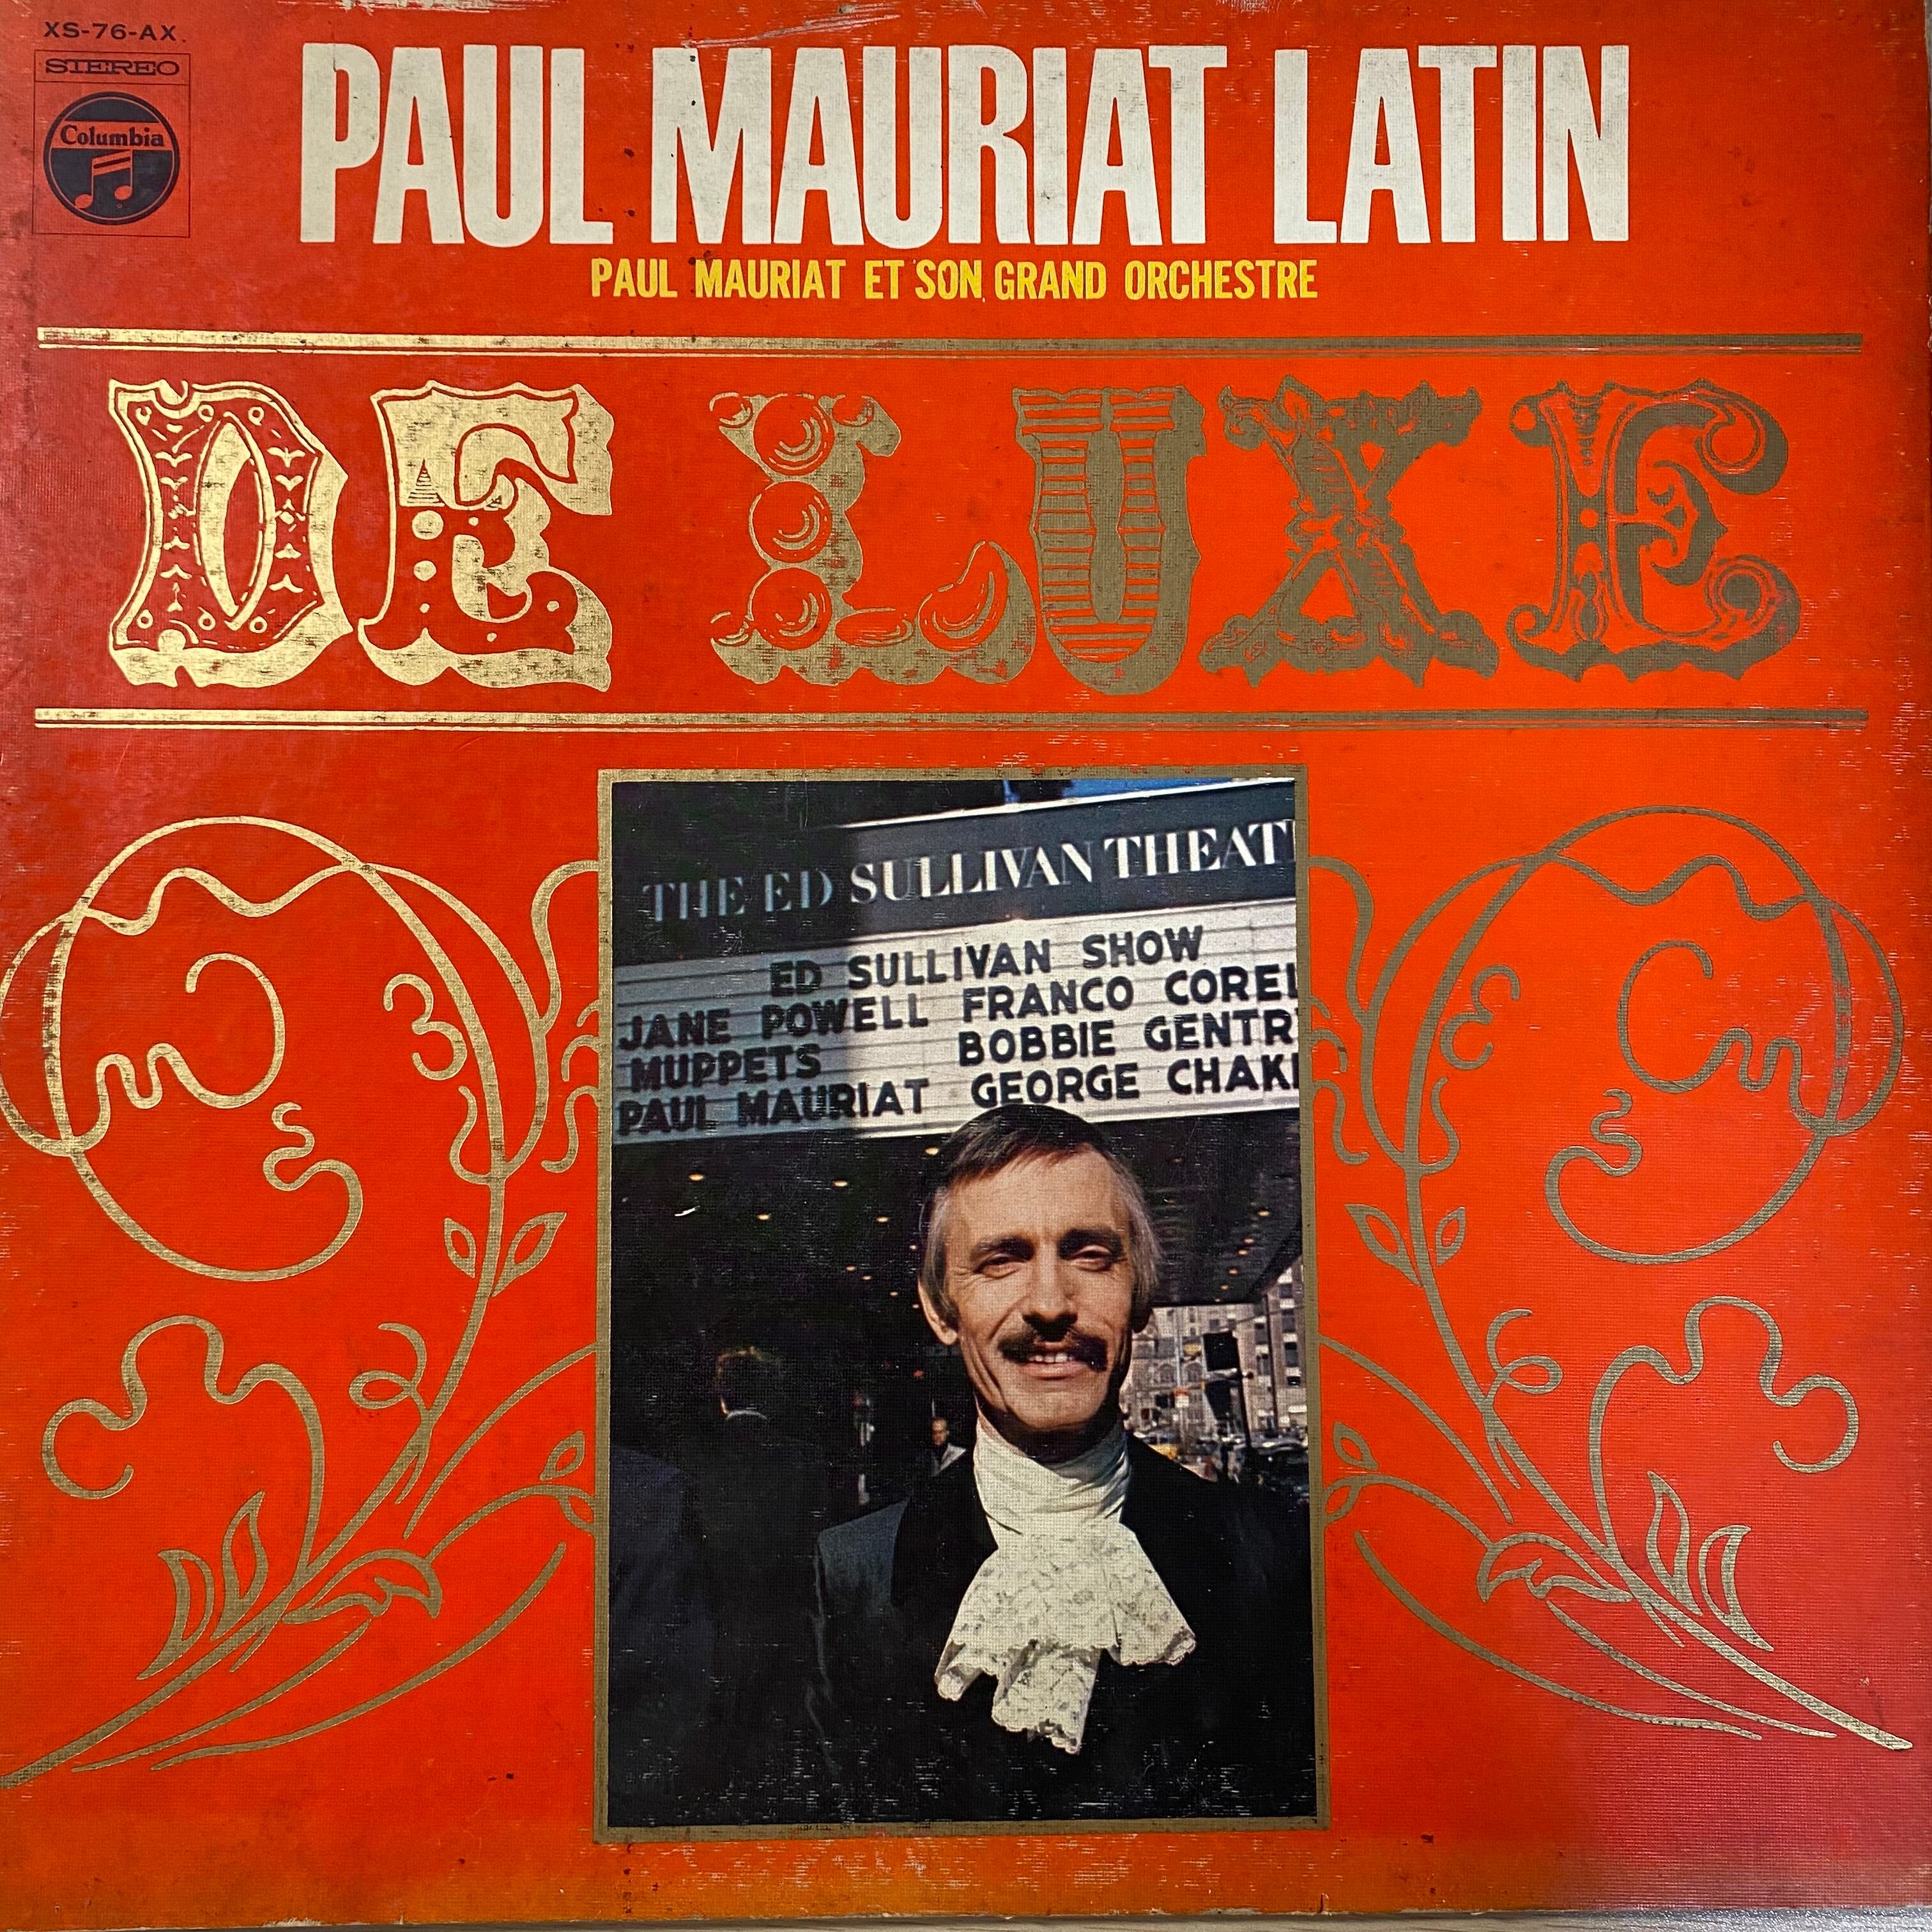 XS-76-AX
STEREO
Columbia
PAUL MAURIAT LATIN
PAUL MAURIAT ET SON GRAND ORCHESTRE
DE LUXE
THE ED SULLIVAN THEAT
ED SULLIVAN SHOW
JANE POWELL FRANCO COREL
MUPPETS BOBBIE GENTR
PAUL MAURIAT GEORGE CHAKI